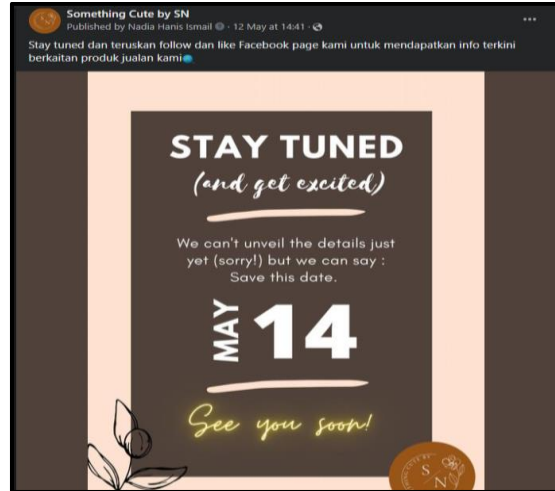 Something Cute by SN
Published by Nadia Hanis Ismail · 12 May at 14:41 ·
Stay tuned dan teruskan follow dan like Facebook page kami untuk mendapatkan info terkini
berkaitan produk jualan kami
STAY TUNED
(and get excited)
We can't unveil the details just
yet (sorry!) but we can say :
Save this date.
MAY 14
See you soon!
S
N